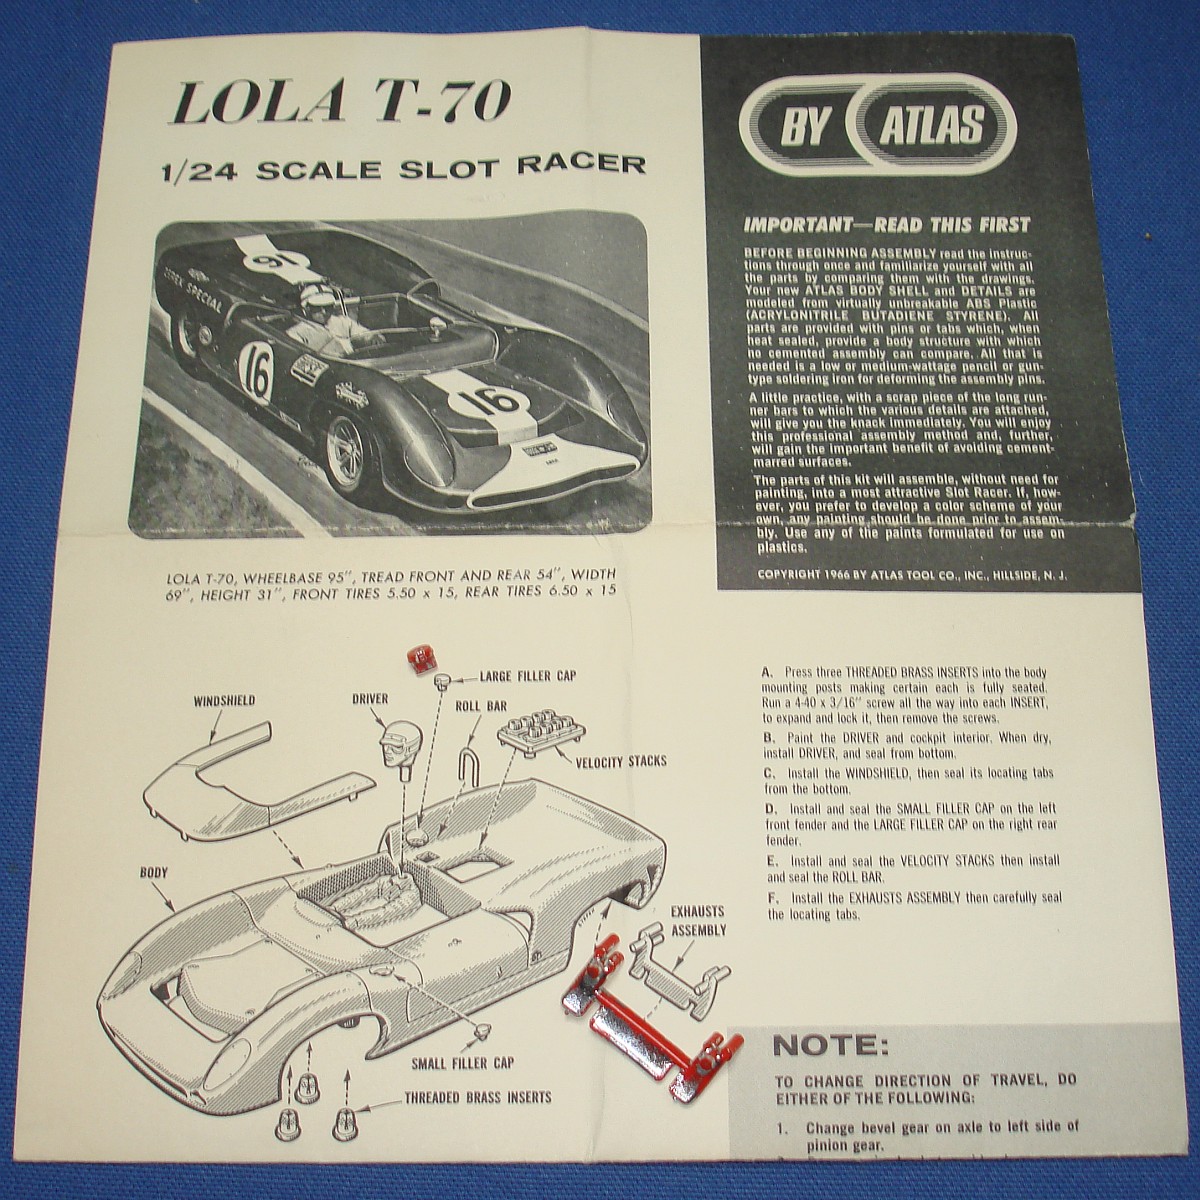 LOLA T-70
1/24 SCALE SLOT RACER
16
SPECIAL
16
16
LOLA T-70, WHEELBASE 95", TREAD FRONT AND REAR 54", WIDTH
69", HEIGHT 31", FRONT TIRES 5.50 x 15, REAR TIRES 6.50 x 15
BY ATLAS
IMPORTANT—READ THIS FIRST
BEFORE BEGINNING ASSEMBLY read the instruc-
tions through once and familiarize yourself with all
the parts by comparing them with the drawings.
Your new ATLAS BODY SHELL and DETAILS are
modeled from virtually unbreakable ABS Plastic
(ACRYLONITRILE BUTADIENE STYRENE). All
parts are provided with pins or tabs which, when
heat sealed, provide a body structure with which
no cemented assembly can compare. All that is
needed is a low or medium-wattage pencil or gun-
type soldering iron for deforming the assembly pins.
A little practice, with a scrap piece of the long run-
ner bars to which the various details are attached,
will give you the knack immediately. You will enjoy
this professional assembly method and, further,
will gain the important benefit of avoiding cement-
marred surfaces.
The parts of this kit will assemble, without need for
painting, into a most attractive Slot Racer. If, how-
ever, you prefer to develop a color scheme of your
own, any painting should be done prior to assem-
bly. Use any of the paints formulated for use on
plastics.
COPYRIGHT 1966 BY ATLAS TOOL CO., INC., HILLSIDE, N. J.
WINDSHIELD
DRIVER
LARGE FILLER CAP
ROLL BAR
VELOCITY STACKS
BODY
EXHAUSTS
ASSEMBLY
SMALL FILLER CAP
THREADED BRASS INSERTS
A. Press three THREADED BRASS INSERTS into the body
mounting posts making certain each is fully seated.
Run a 4-40 x 3/16" screw all the way into each INSERT,
to expand and lock it, then remove the screws.
B. Paint the DRIVER and cockpit interior. When dry,
install DRIVER, and seal from bottom.
C. Install the WINDSHIELD, then seal its locating tabs
from the bottom.
D. Install and seal the SMALL FILLER CAP on the left
front fender and the LARGE FILLER CAP on the right rear
fender.
E. Install and seal the VELOCITY STACKS then install
and seal the ROLL BAR.
F. Install the EXHAUSTS ASSEMBLY then carefully seal
the locating tabs.
NOTE:
TO CHANGE DIRECTION OF TRAVEL, DO
EITHER OF THE FOLLOWING:
1. Change bevel gear on axle to left side of
pinion gear.